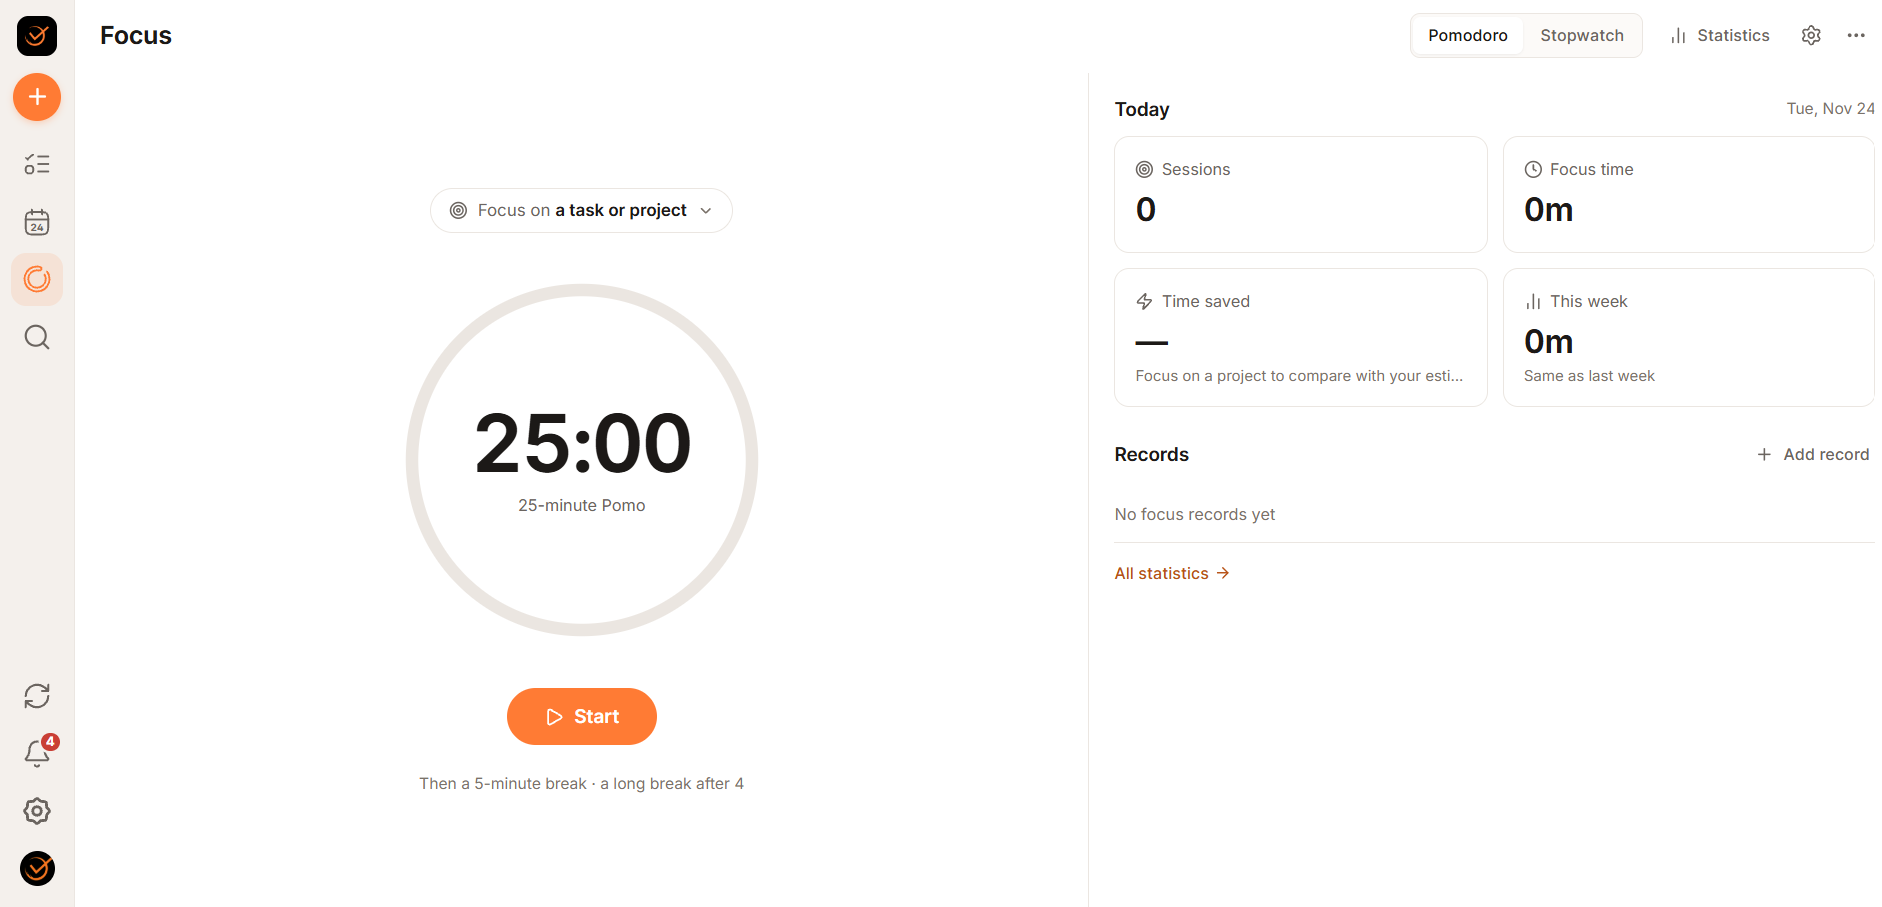 Focus
Pomodoro
Stopwatch
Statistics
24
4
Focus on a task or project
25:00
25-minute Pomo
Start
Then a 5-minute break · a long break after 4
Today
Tue, Nov 24
Sessions
0
Focus time
0m
Time saved
—
Focus on a project to compare with your esti...
This week
0m
Same as last week
Records
+ Add record
No focus records yet
All statistics →